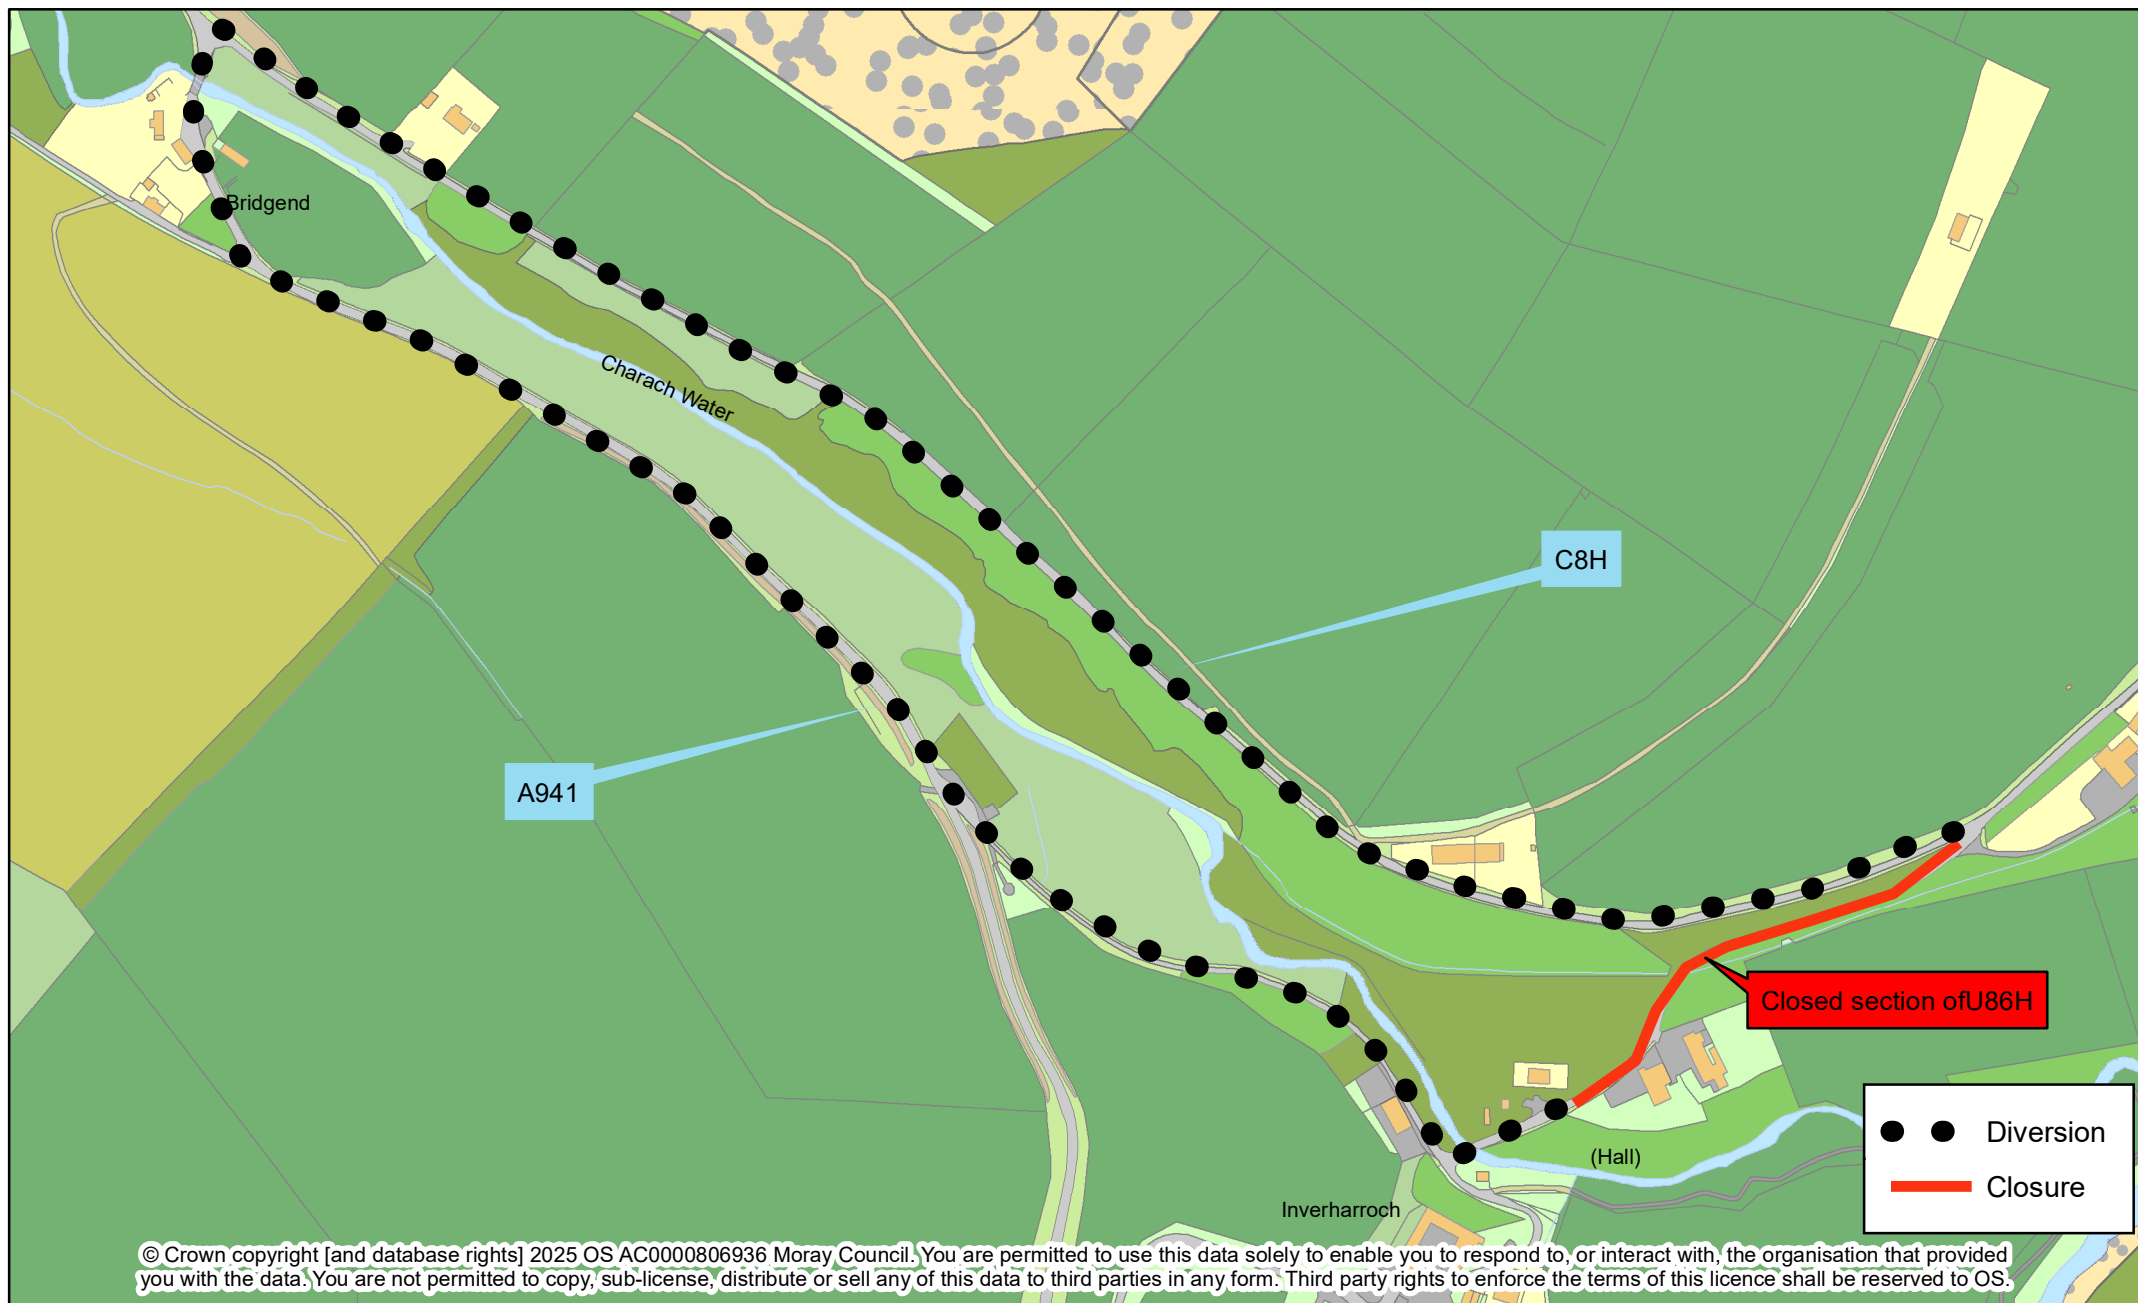 Bridgend
Charach Water
C8H
A941
Closed section ofU86H
Diversion
(Hall)
Closure
Inverharroch
© Crown copyright [and database rights] 2025 OS AC0000806936 Moray Council. You are permitted to use this data solely to enable you to respond to, or interact with, the organisation that provided
you with the data. You are not permitted to copy, sub-license, distribute or sell any of this data to third parties in any form. Third party rights to enforce the terms of this licence shall be reserved to OS.